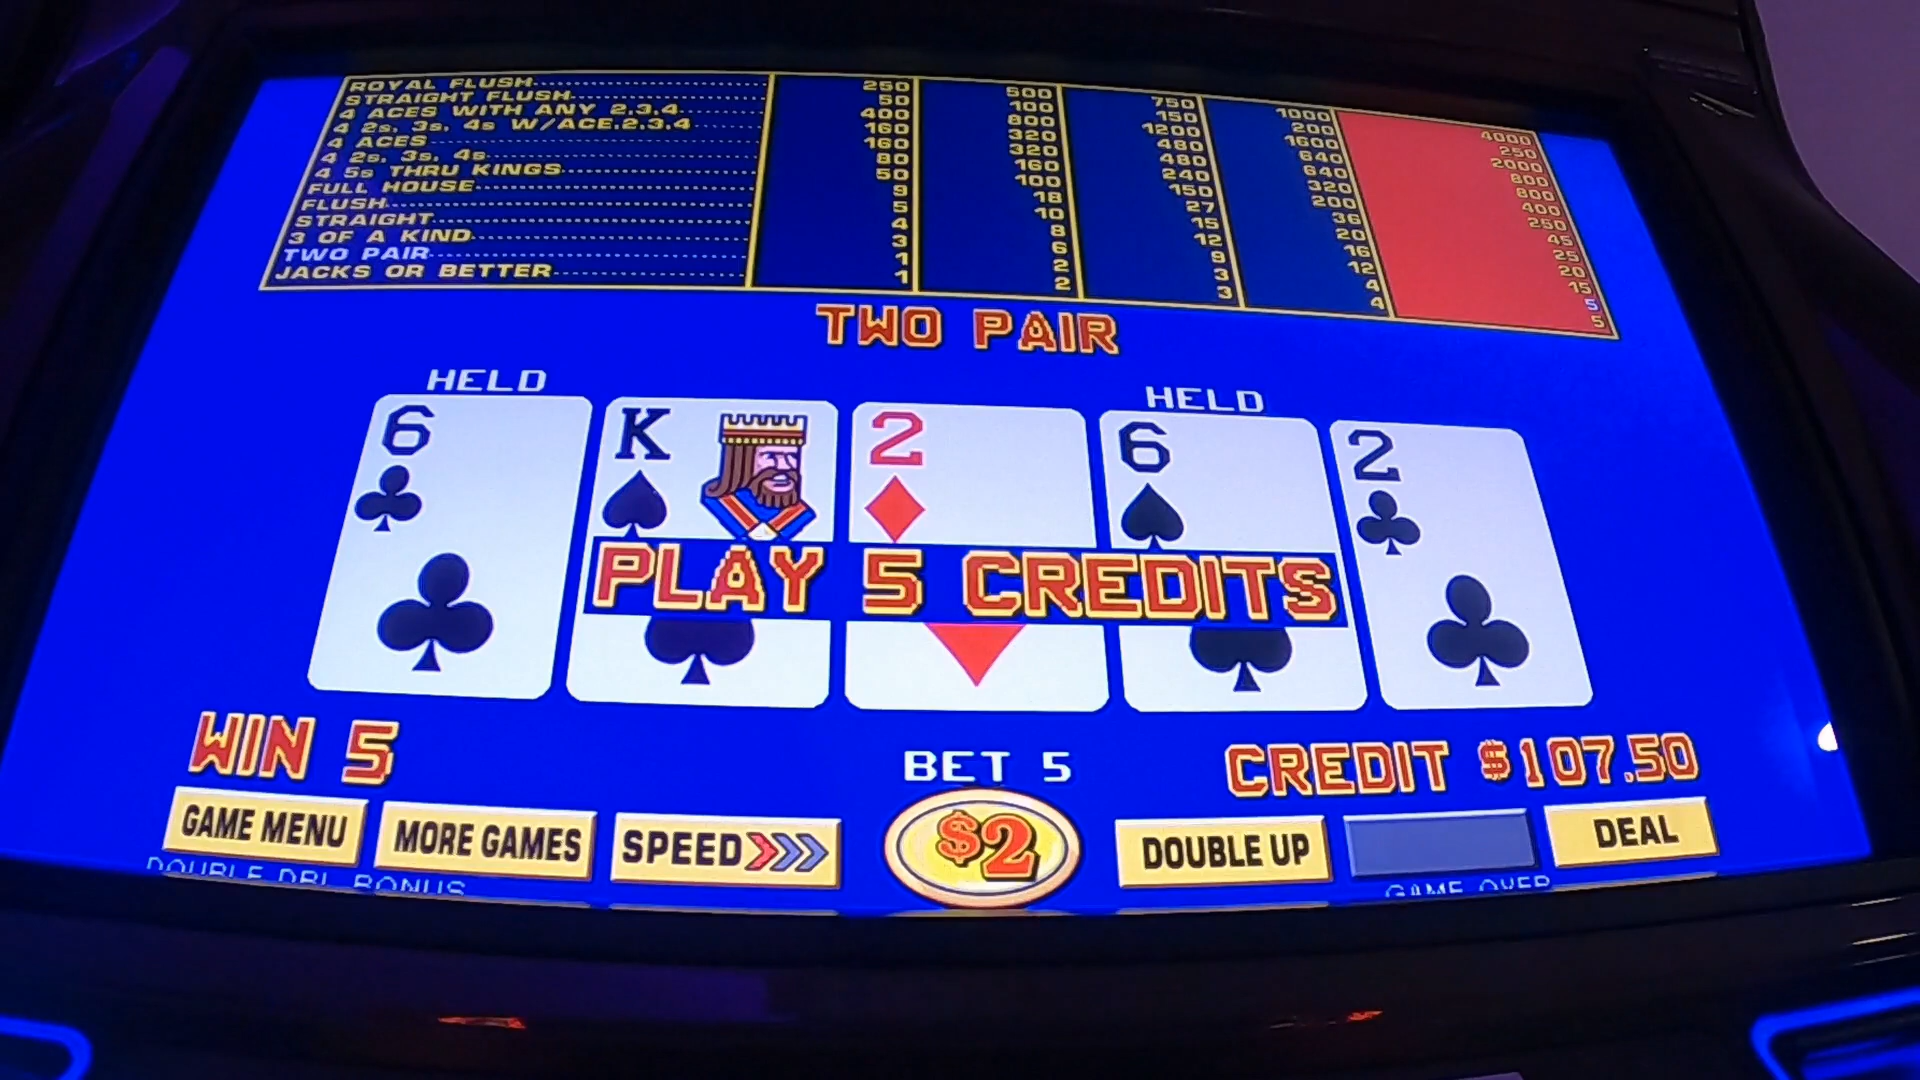 ROYAL FLUSH 250 500 750 1000 4000
STRAIGHT FLUSH 50 100 150 200 250
4 ACES WITH ANY 2,3,4 400 800 1200 1600 2000
4 2s, 3s, 4s W/ACE,2,3,4 160 320 480 640 800
4 ACES 160 320 480 640 800
4 2s, 3s, 4s 80 160 240 320 400
4 5s THRU KINGS 50 100 150 200 250
FULL HOUSE 9 18 27 36 45
FLUSH 5 10 15 20 25
STRAIGHT 4 8 12 16 20
3 OF A KIND 3 6 9 12 15
TWO PAIR 1 2 3 4 5
JACKS OR BETTER 1 2 3 4 5
TWO PAIR
HELD HELD
6 K 2 6 2
PLAY 5 CREDITS
WIN 5 BET 5 CREDIT $107.50
GAME MENU MORE GAMES SPEED $2 DOUBLE UP DEAL
DOUBLE DBL BONUS GAME OVER